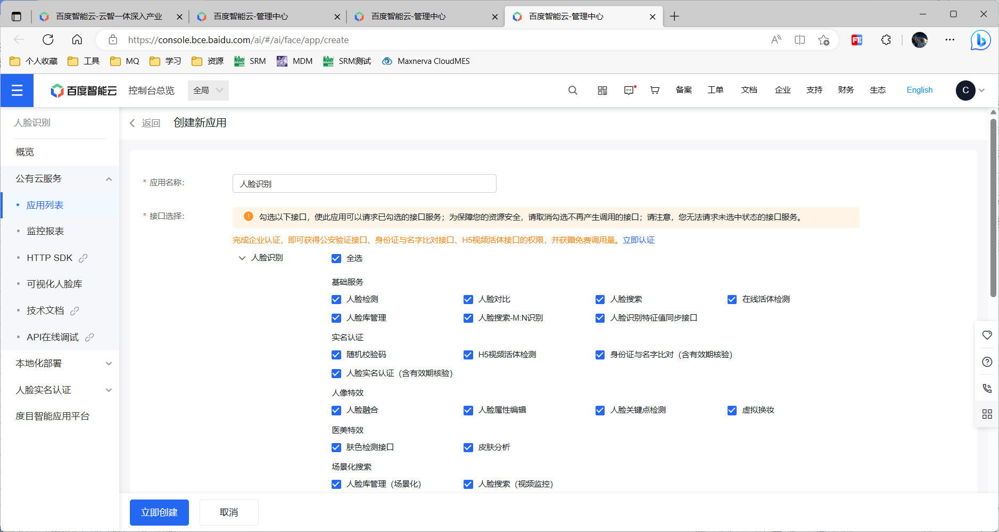 百度智能云-云智一体深入产业
百度智能云-管理中心
百度智能云-管理中心
百度智能云-管理中心
https://console.bce.baidu.com/ai/#/ai/face/app/create
个人收藏 工具 MQ 学习 资源 SRM MDM SRM测试 Maxnerva CloudMES
百度智能云 控制台总览 全局 备案 工单 文档 企业 支持 财务 生态 English C
人脸识别
概览
公有云服务
应用列表
监控报表
HTTP SDK
可视化人脸库
技术文档
API在线调试
本地化部署
人脸实名认证
度目智能应用平台
返回 创建新应用
* 应用名称: 人脸识别
* 接口选择: 勾选以下接口，使此应用可以请求已勾选的接口服务；为保障您的资源安全，请取消勾选不再产生调用的接口；请注意，您无法请求未选中状态的接口服务。
完成企业认证，即可获得公安验证接口、身份证与名字比对接口、H5视频活体接口的权限，并获赠免费调用量。立即认证
人脸识别 全选
基础服务
人脸检测 人脸对比 人脸搜索 在线活体检测
人脸库管理 人脸搜索-M:N识别 人脸识别特征值同步接口
实名认证
随机校验码 H5视频活体检测 身份证与名字比对（含有效期核验）
人脸实名认证（含有效期核验）
人像特效
人脸融合 人脸属性编辑 人脸关键点检测 虚拟换妆
医美特效
肤色检测接口 皮肤分析
场景化搜索
人脸库管理（场景化） 人脸搜索（视频监控）
立即创建 取消